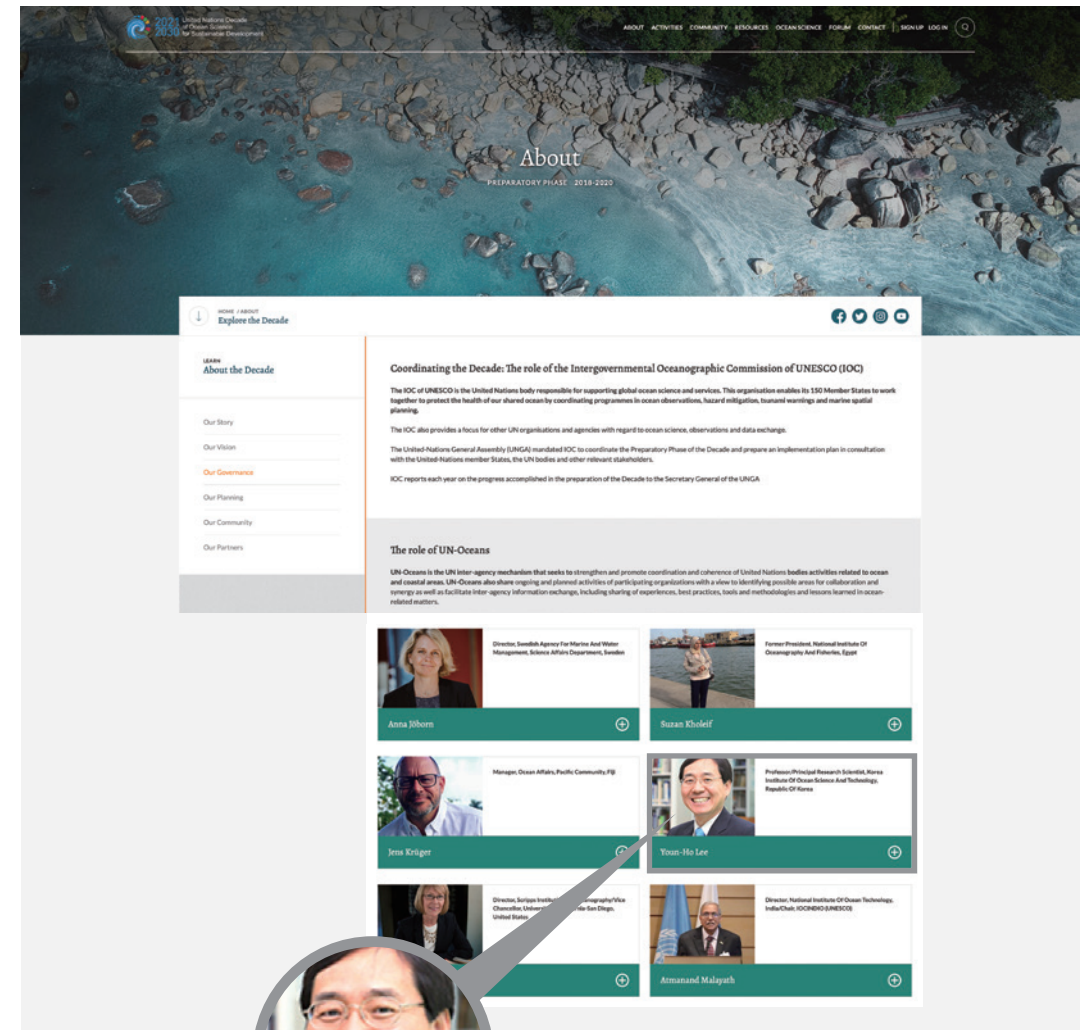 2021 United Nations Decade
2030 of Ocean Science
for Sustainable Development
ABOUT ACTIVITIES COMMUNITY RESOURCES OCEAN SCIENCE FORUM CONTACT | SIGN UP LOG IN
About
PREPARATORY PHASE 2018-2020
HOME / ABOUT
Explore the Decade
LEARN
About the Decade
Our Story
Our Vision
Our Governance
Our Planning
Our Community
Our Partners
Coordinating the Decade: The role of the Intergovernmental Oceanographic Commission of UNESCO (IOC)
The IOC of UNESCO is the United Nations body responsible for supporting global ocean science and services. This organisation enables its 150 Member States to work
together to protect the health of our shared ocean by coordinating programmes in ocean observations, hazard mitigation, tsunami warnings and marine spatial
planning.
The IOC also provides a focus for other UN organisations and agencies with regard to ocean science, observations and data exchange.
The United-Nations General Assembly (UNGA) mandated IOC to coordinate the Preparatory Phase of the Decade and prepare an implementation plan in consultation
with the United-Nations member States, the UN bodies and other relevant stakeholders.
IOC reports each year on the progress accomplished in the preparation of the Decade to the Secretary General of the UNGA
The role of UN-Oceans
UN-Oceans is the UN inter-agency mechanism that seeks to strengthen and promote coordination and coherence of United Nations bodies activities related to ocean
and coastal areas. UN-Oceans also share ongoing and planned activities of participating organizations with a view to identifying possible areas for collaboration and
synergy as well as facilitate inter-agency information exchange, including sharing of experiences, best practices, tools and methodologies and lessons learned in ocean-
related matters.
Director, Swedish Agency For Marine And Water
Management, Science Affairs Department, Sweden
Anna Jöborn
Former President, National Institute Of
Oceanography And Fisheries, Egypt
Suzan Kholeif
Manager, Ocean Affairs, Pacific Community, Fiji
Jens Krüger
Professor/Principal Research Scientist, Korea
Institute Of Ocean Science And Technology,
Republic Of Korea
Youn-Ho Lee
Director, Scripps Institu
anography/Vice
Chancellor, Universi
rnia San Diego,
United States
Director, National Institute Of Ocean Technology,
India/Chair, IOCINDIO (UNESCO)
Atmanand Malayath